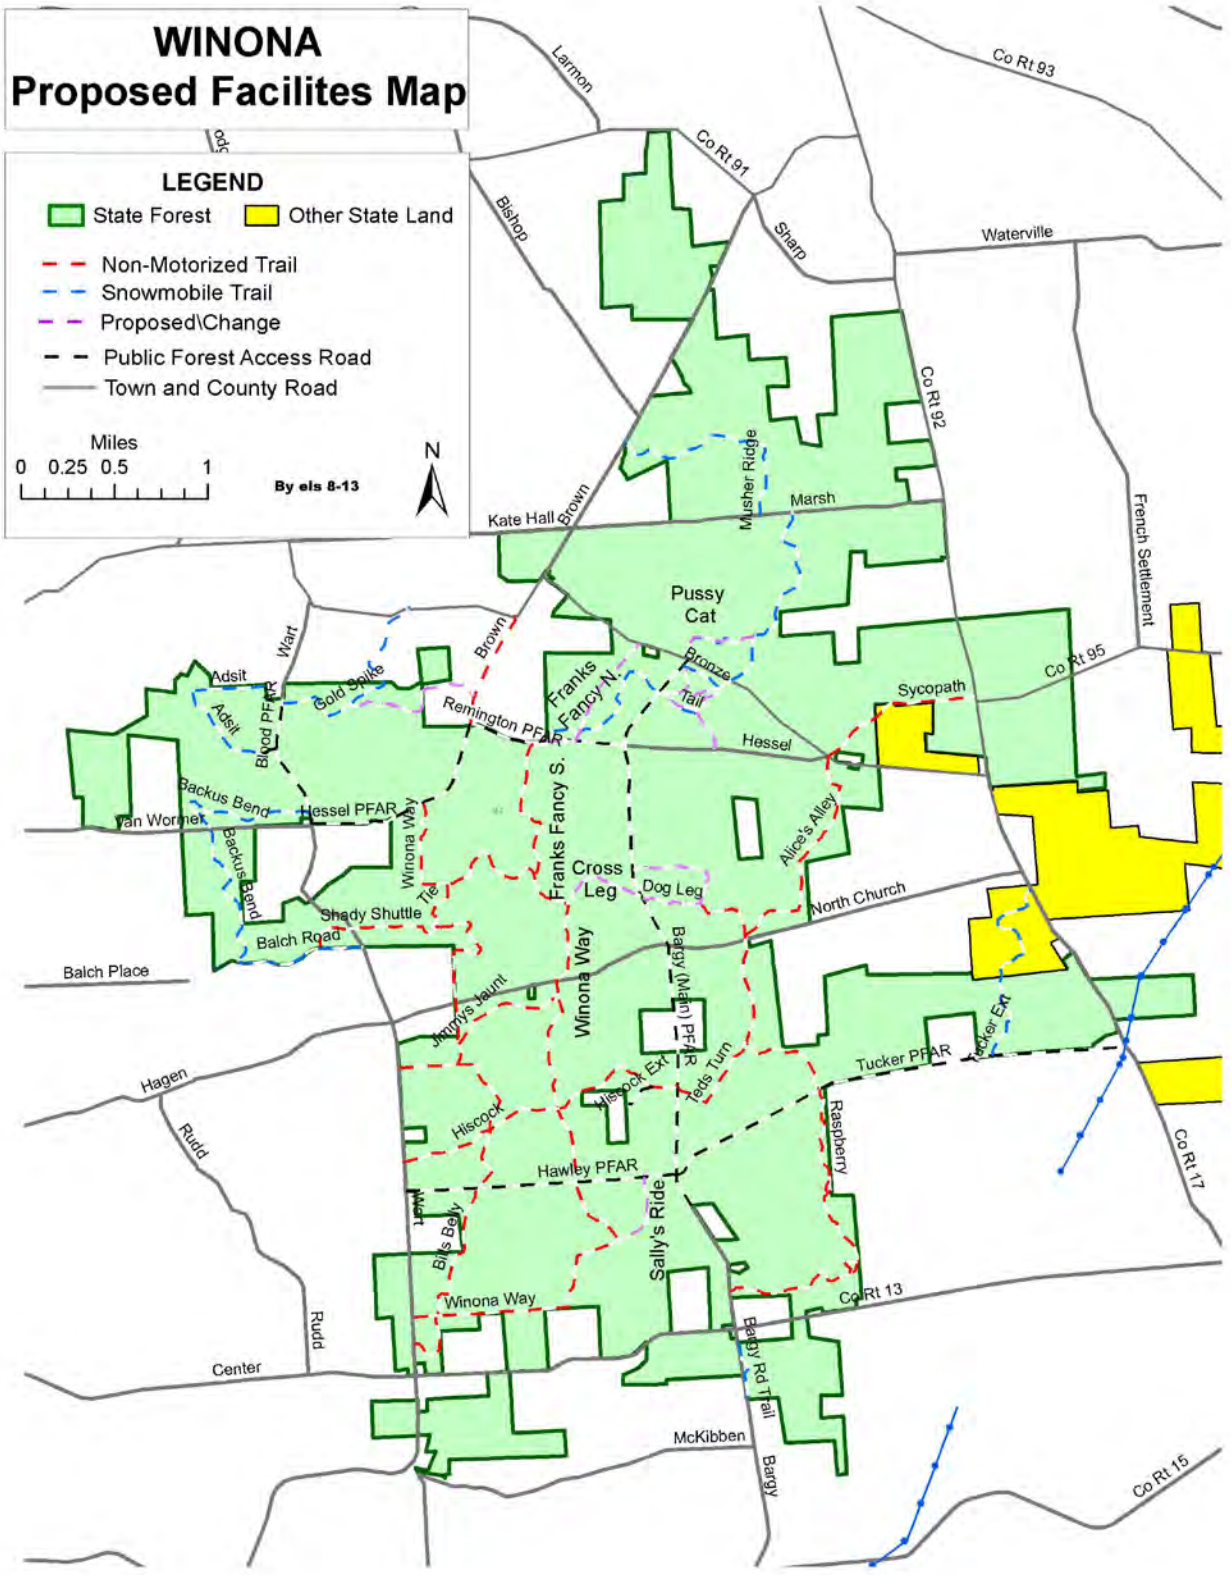 WINONA
Proposed Facilites Map
LEGEND
State Forest
Other State Land
Non-Motorized Trail
Snowmobile Trail
Proposed\Change
Public Forest Access Road
Town and County Road
Miles
0 0.25 0.5 1
By els 8-13
N
Larmon
Co Rt 93
Co Rt 91
Bishop
Sharp
Waterville
Co Rt 92
Musher Ridge
Marsh
Kate Hall
Brown
French Settlement
Pussy
Cat
Wart
Brown
Bronze
Co Rt 95
Adsit
Gold Spike
Franks
Fancy N.
Tail
Sycopath
Adsit
Blood PFAR
Remington PFAR
Hessel
Backus Bend
Hessel PFAR
Van Wormer
Winona Way
Franks Fancy S.
Alice's Alley
Backus Bend
Cross
Leg
Dog Leg
Tie
North Church
Shady Shuttle
Balch Road
Balch Place
Winona Way
Bargy (Main) PFAR
Jimmys Jaunt
Tucker Ext
Hagen
Hiscock Ext
Teds Turn
Tucker PFAR
Rudd
Hiscock
Raspberry
Co Rt 17
Hawley PFAR
Wart
Bills Belly
Sally's Ride
Winona Way
Co Rt 13
Rudd
Center
Bargy Rd Trail
McKibben
Bargy
Co Rt 15